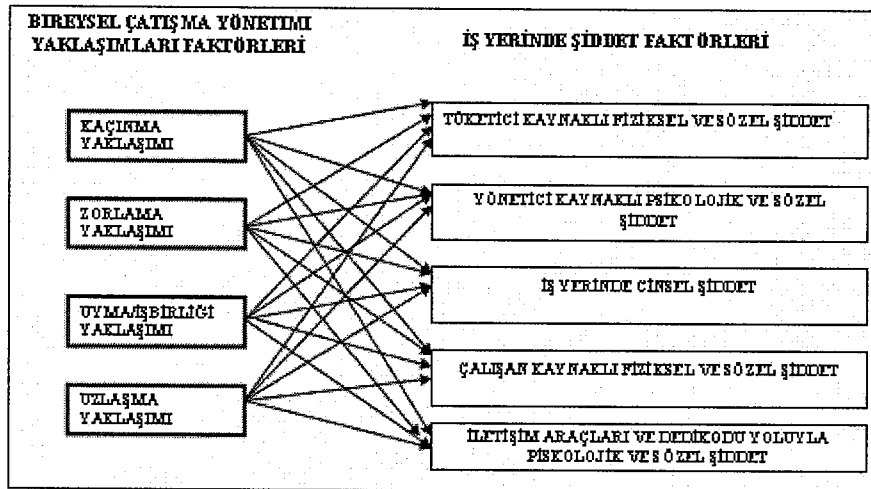 BIREYSEL ÇATIŞMA YÖNETIMI
YAKLAŞIMLARI FAKTÖRLERİ
İŞ YERİNDE ŞİDDET FAKTÖRLERİ
KAÇINMA
YAKLAŞIMI
ZORLAMA
YAKLAŞIMI
UYMA/İŞBİRLİĞİ
YAKLAŞIMI
UZLAŞMA
YAKLAŞIMI
TÜKETİCİ KAYNAKLI FİZİKSEL VE SÖZEL ŞİDDET
YÖNETİCİ KAYNAKLI PSİKOLOJİK VE SÖZEL
ŞİDDET
İŞ YERİNDE CİNSEL ŞİDDET
ÇALIŞAN KAYNAKLI FİZİKSEL VE SÖZEL ŞİDDET
İLETİŞİM ARAÇLARI VE DEDİKODU YOLUYLA
PİSKOLOJİK VE SÖZEL ŞİDDET